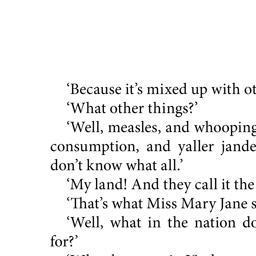 ‘Because it’s mixed up with ot
‘What other things?’
‘Well, measles, and whooping
consumption, and yaller jande
don’t know what all.’
‘My land! And they call it the
‘That’s what Miss Mary Jane s
‘Well, what in the nation do
for?’